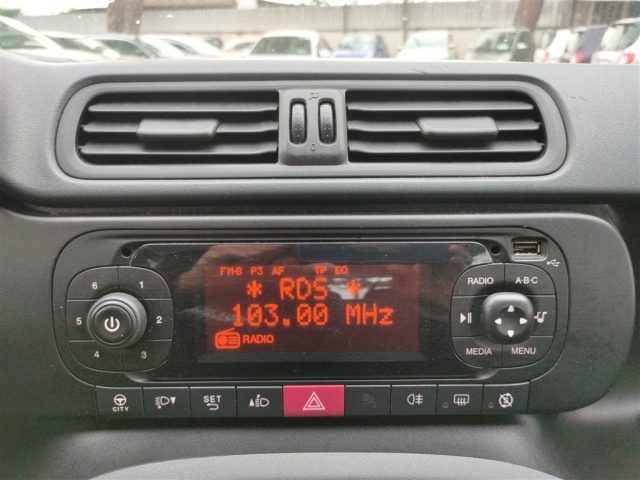 FM-B P3 AF TP EQ
* RDS *
103.00 MHz
RADIO
6 1
5 2
4 3
RADIO A·B·C
MEDIA MENU
CITY
SET